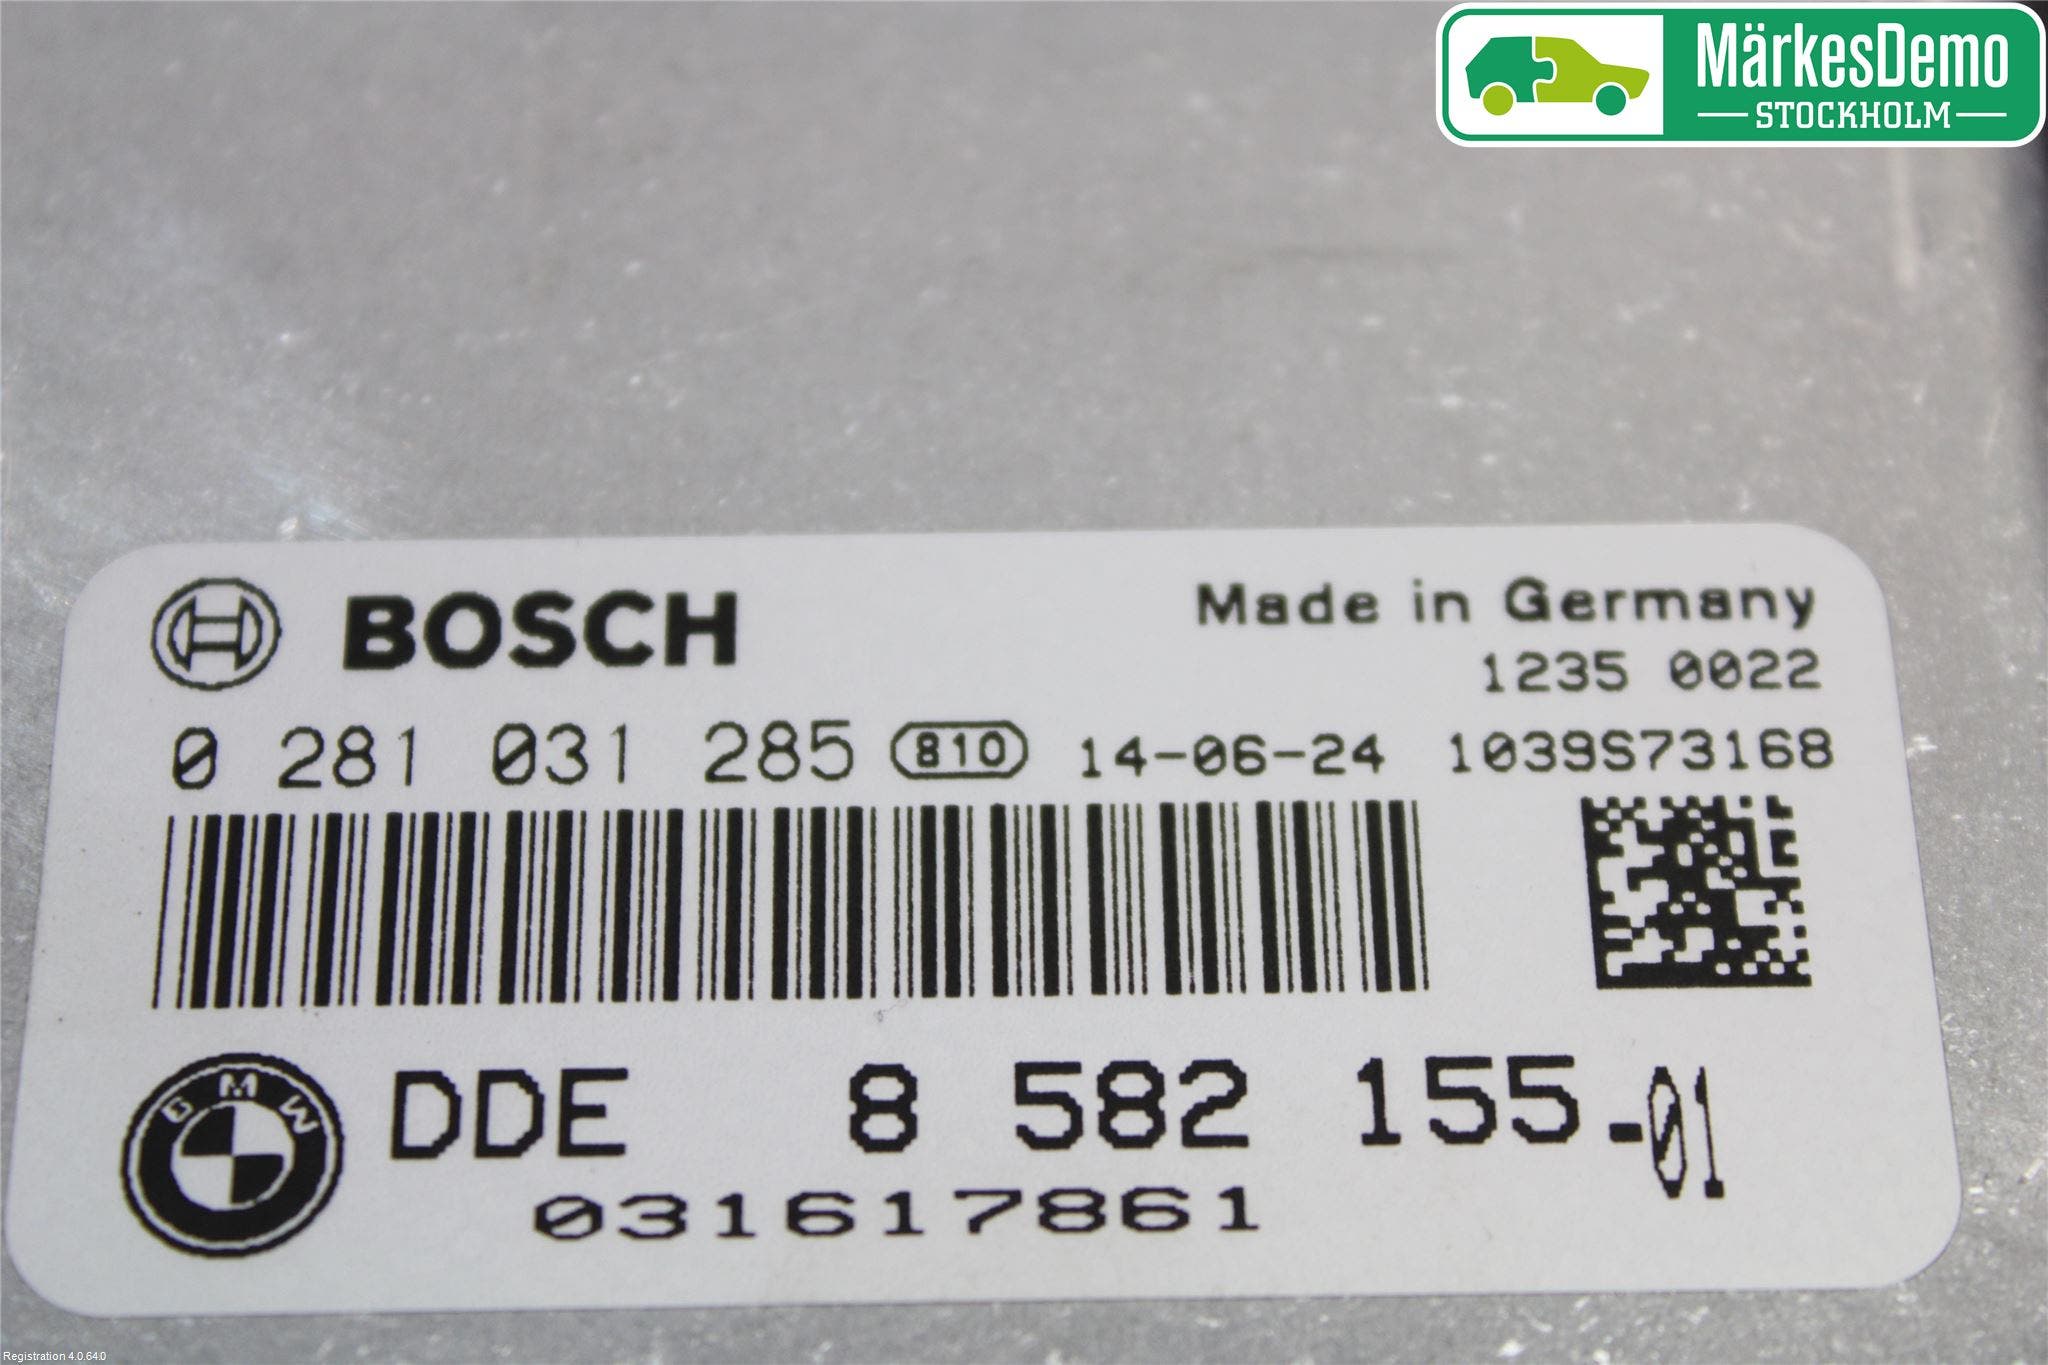 MärkesDemo
STOCKHOLM
BOSCH
Made in Germany
1235 0022
0 281 031 285 810 14-06-24 1039S73168
BMW
DDE 8 582 155-01
031617861
Registration 4.0.64.0